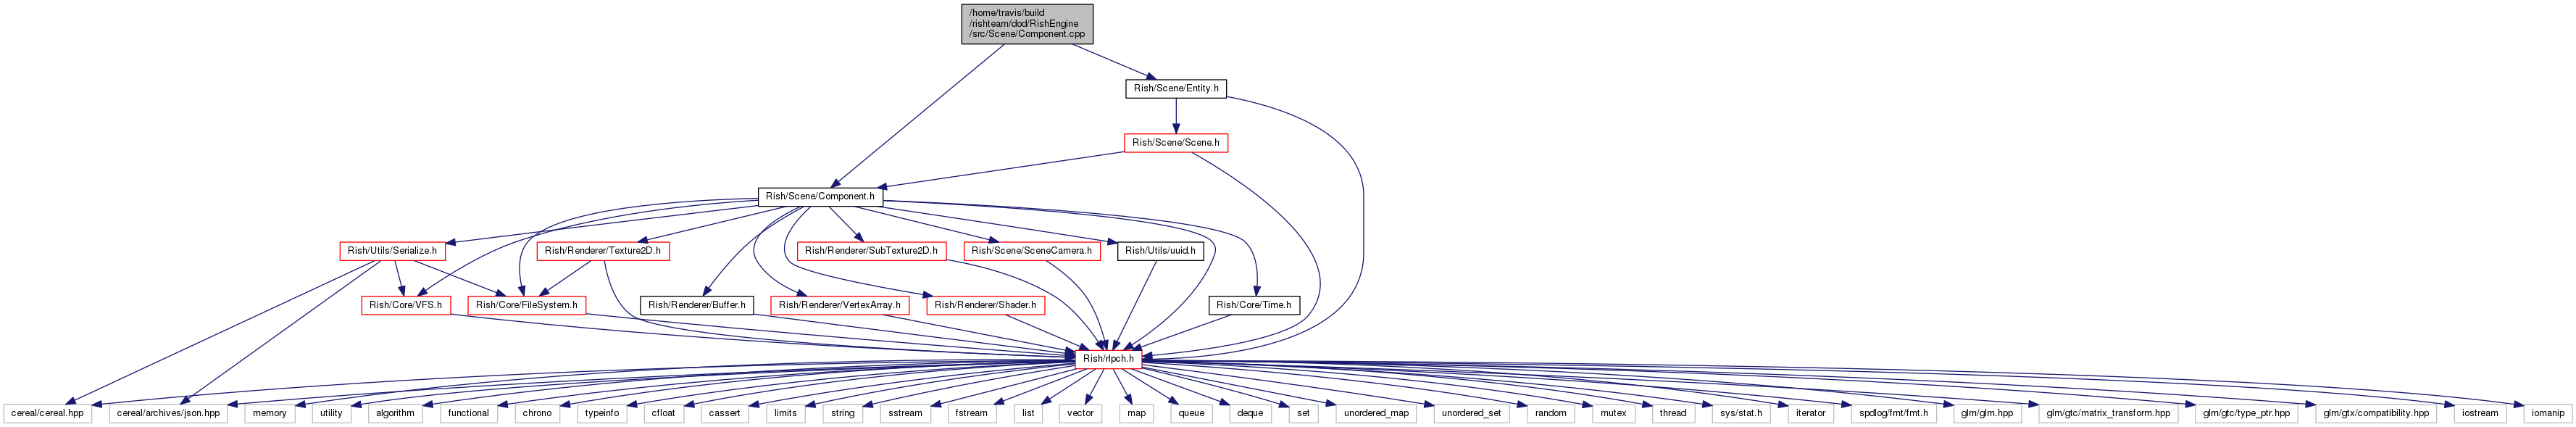 /home/travis/build
/rishteam/dod/RishEngine
/src/Scene/Component.cpp
Rish/Scene/Entity.h
Rish/Scene/Scene.h
Rish/Scene/Component.h
Rish/Utils/Serialize.h
Rish/Renderer/Texture2D.h
Rish/Renderer/SubTexture2D.h
Rish/Scene/SceneCamera.h
Rish/Utils/uuid.h
Rish/Core/VFS.h
Rish/Core/FileSystem.h
Rish/Renderer/Buffer.h
Rish/Renderer/VertexArray.h
Rish/Renderer/Shader.h
Rish/Core/Time.h
Rish/rlpch.h
cereal/cereal.hpp
cereal/archives/json.hpp
memory
utility
algorithm
functional
chrono
typeinfo
cfloat
cassert
limits
string
sstream
fstream
list
vector
map
queue
deque
set
unordered_map
unordered_set
random
mutex
thread
sys/stat.h
iterator
spdlog/fmt/fmt.h
glm/glm.hpp
glm/gtc/matrix_transform.hpp
glm/gtc/type_ptr.hpp
glm/gtx/compatibility.hpp
iostream
iomanip